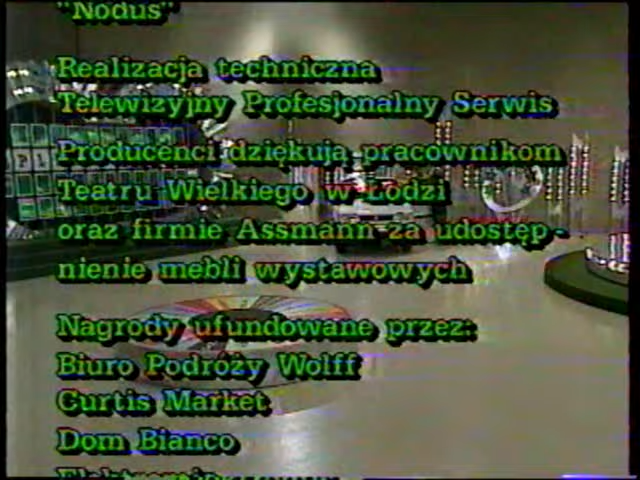 "Nodus"
Realizacja techniczna
Telewizyjny Profesjonalny Serwis
Producenci dziękują pracownikom
Teatru Wielkiego w Łodzi
oraz firmie Assmann za udostęp-
nienie mebli wystawowych
Nagrody ufundowane przez:
Biuro Podróży Wolff
Curtis Market
Dom Bianco